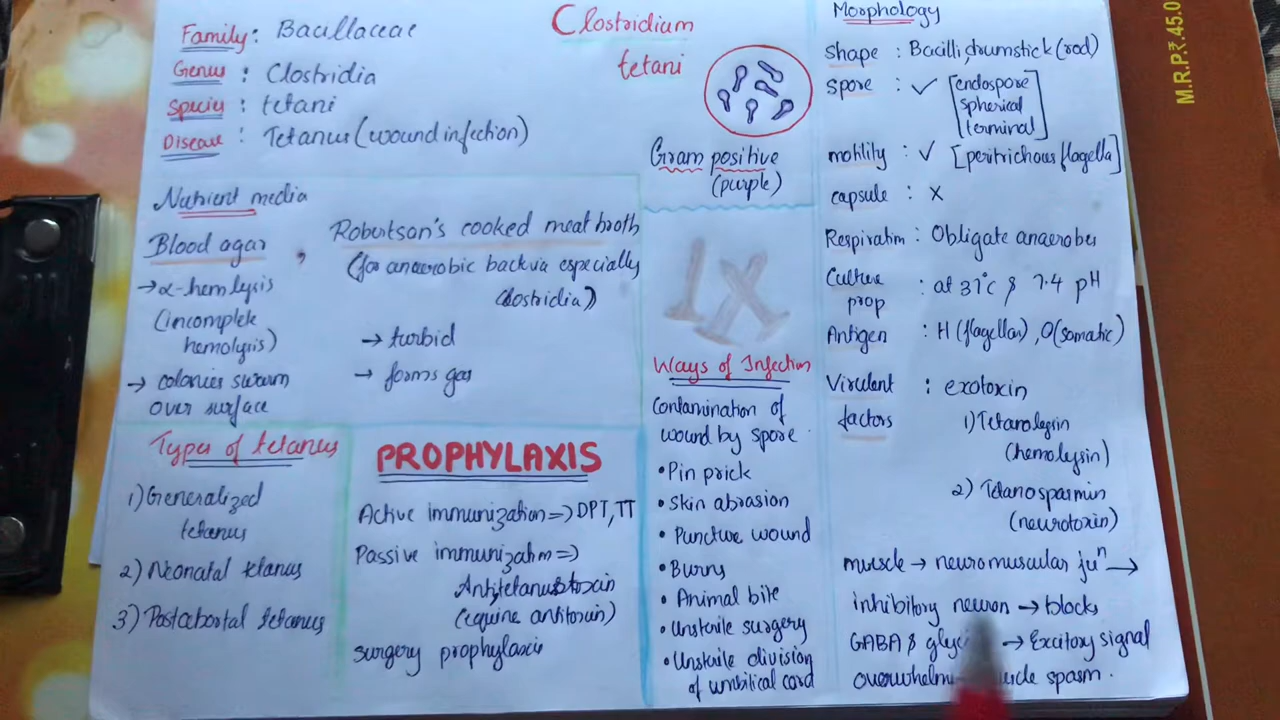 Family : Bacillaceae
Genus : Clostridia
Species : tetani
Disease : Tetanus (wound infection)
Clostridium
tetani
Gram positive
(purple)
Morphology
shape : Bacilli, drumstick (rod)
spore : ✓ [endospore
spherical
terminal]
motility : ✓ [peritrichous flagella]
capsule : x
Respiration : Obligate anaerobes
Culture prop : at 37°C & 7.4 pH
Antigen : H (flagellar), O (somatic)
Virulent factors : exotoxin
1) Tetanolysin
(hemolysin)
2) Tetanospasmin
(neurotoxin)
muscle → neuromuscular juⁿ →
inhibitory neuron → blocks
GABA & → Excitory signal
spasm.
Nutrient media
Blood agar ,
→ α-hemlysis
(incomplete
hemolysis)
→ colonies swarm
over surface
Robertson's cooked meat broth
(for anaerobic bacteria especially
clostridia)
→ turbid
→ forms gas
Types of tetanus
1) Generalized
tetanus
2) Neonatal tetanus
3) Postabortal tetanus
PROPHYLAXIS
Active immunization => DPT, TT
Passive immunization =>
(equine antitoxin)
surgery prophylaxis
Ways of Infection
Contamination of
wound by spore
• Pin prick
• Skin abrasion
• Puncture wound
• Burns
• Animal bite
• Unsterile surgery
• Unsterile division
of umbilical cord
M.R.P.₹.45.0